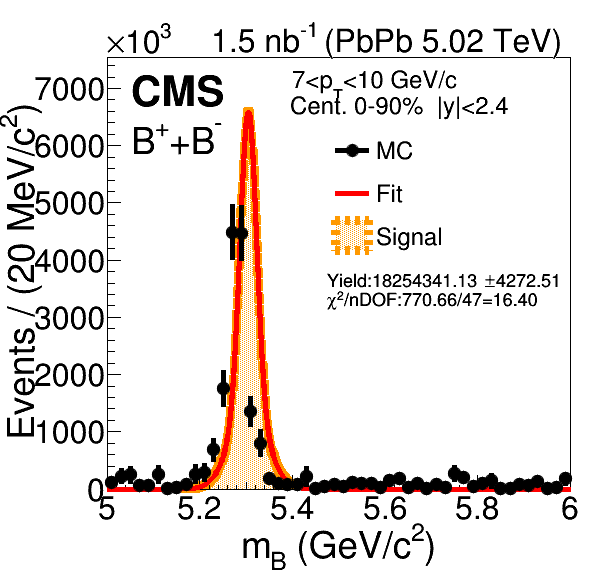 ×10³ 1.5 nb⁻¹ (PbPb 5.02 TeV)
CMS
B⁺+B⁻
7<p_T<10 GeV/c
Cent. 0-90% |y|<2.4
MC
Fit
Signal
Yield:18254341.13 ±4272.51
χ²/nDOF:770.66/47=16.40
Events / (20 MeV/c²)
7000
6000
5000
4000
3000
2000
1000
0
5 5.2 5.4 5.6 5.8 6
m_B (GeV/c²)